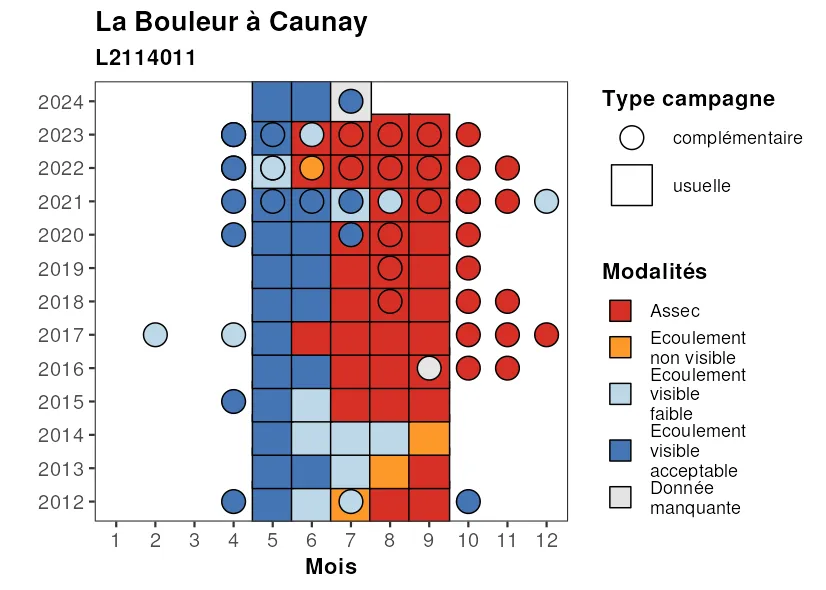 La Bouleur à Caunay
L2114011
2024
2023
2022
2021
2020
2019
2018
2017
2016
2015
2014
2013
2012
1 2 3 4 5 6 7 8 9 10 11 12
Mois
Type campagne
complémentaire
usuelle
Modalités
Assec
Ecoulement
non visible
Ecoulement
visible
faible
Ecoulement
visible
acceptable
Donnée
manquante